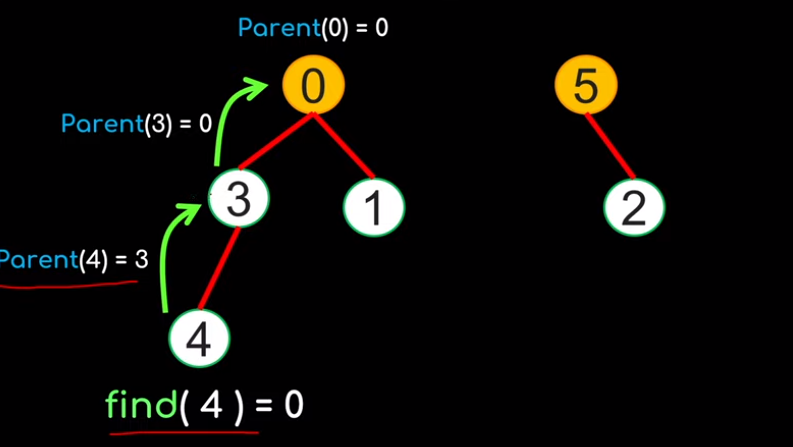 Parent(0) = 0
0
5
Parent(3) = 0
3
1
2
Parent(4) = 3
4
find( 4 ) = 0